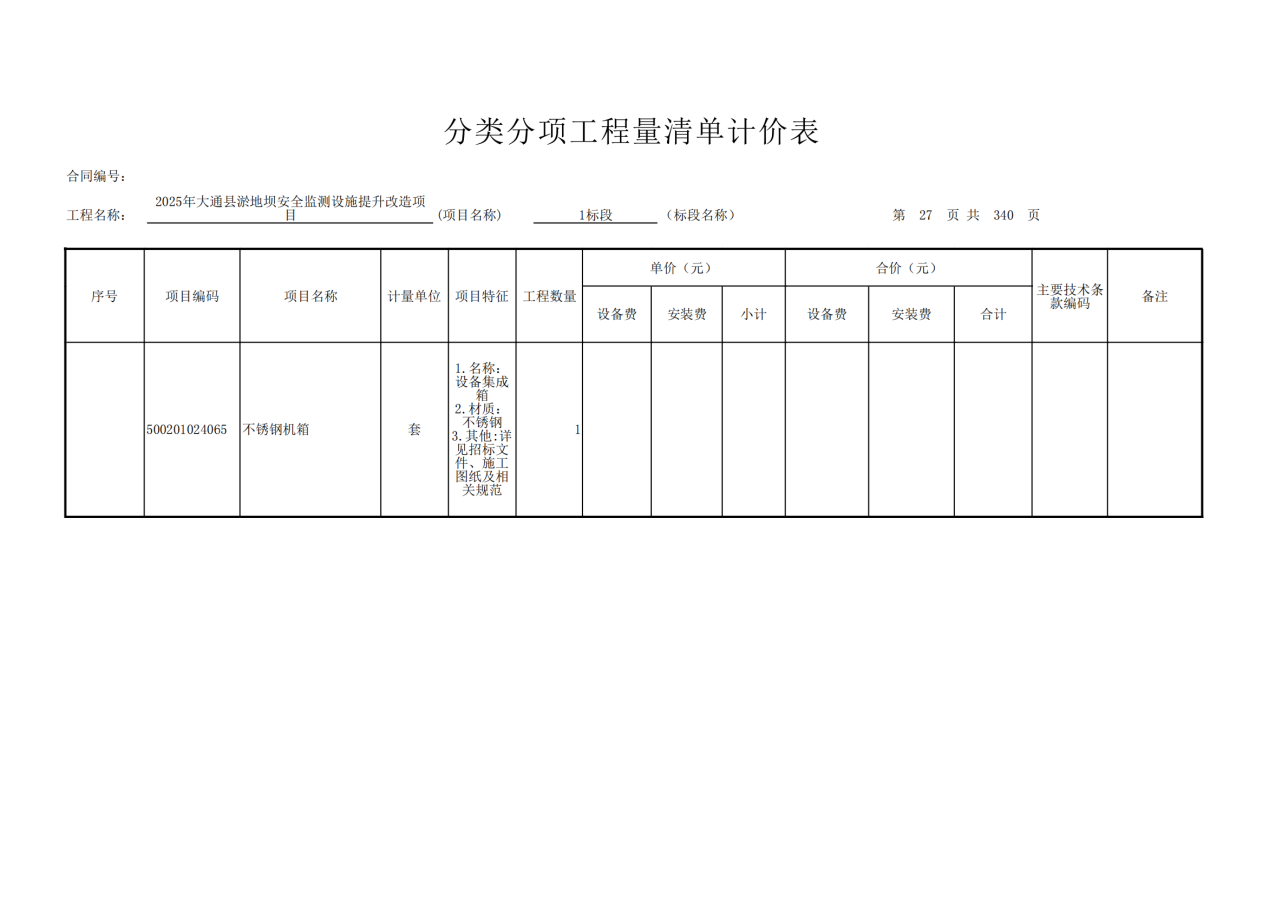 分类分项工程量清单计价表
合同编号：
2025年大通县淤地坝安全监测设施提升改造项
工程名称： 目 (项目名称) 1标段 （标段名称） 第 27 页 共 340 页
序号 项目编码 项目名称 计量单位 项目特征 工程数量 单价（元） 合价（元） 主要技术条
款编码 备注
设备费 安装费 小计 设备费 安装费 合计
500201024065 不锈钢机箱 套 1.名称：
设备集成
箱
2.材质：
不锈钢
3.其他:详
见招标文
件、施工
图纸及相
关规范 1